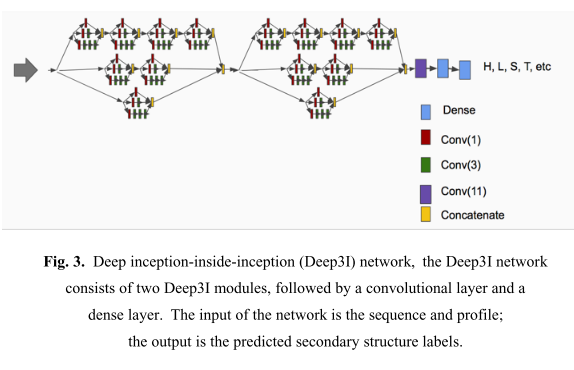 H, L, S, T, etc
Dense
Conv(1)
Conv(3)
Conv(11)
Concatenate
Fig. 3. Deep inception-inside-inception (Deep3I) network, the Deep3I network
consists of two Deep3I modules, followed by a convolutional layer and a
dense layer. The input of the network is the sequence and profile;
the output is the predicted secondary structure labels.